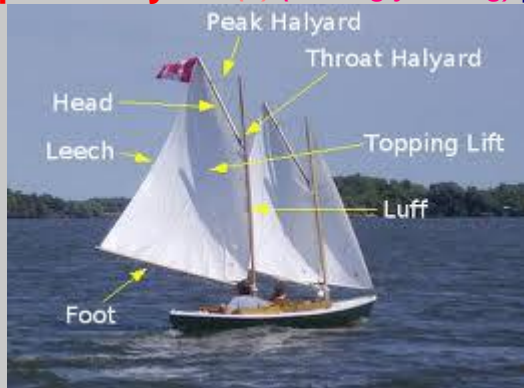 Peak Halyard
Throat Halyard
Head
Leech
Topping Lift
Luff
Foot